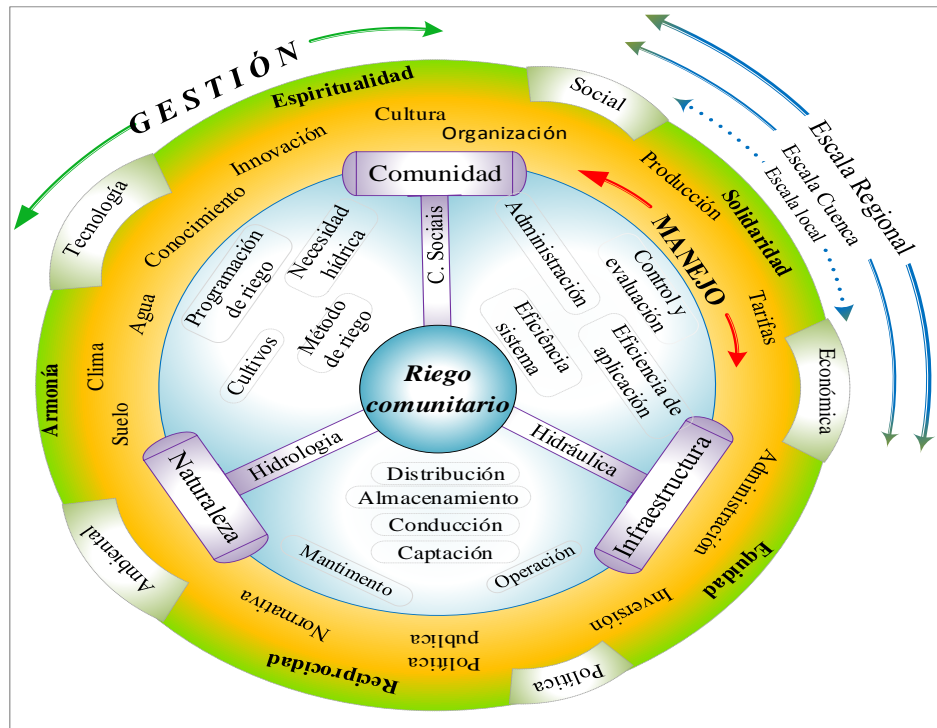 GESTIÓN
Espiritualidad
Social
Cultura
Organización
Innovación
Tecnología
Conocimiento
Comunidad
Producción
Solidaridad
MANEJO
Escala Regional
Escala Cuenca
Escala local
Programación
de riego
Necesidad
hídrica
C. Sociais
Administración
Control y
evaluación
Agua
Cultivos
Método
de riego
Eficiência
sistema
Eficiencia de
aplicación
Tarifas
Clima
Armonía
Suelo
Riego
comunitario
Económica
Hidrologia
Hidráulica
Naturaleza
Infraestructura
Distribución
Almacenamiento
Conducción
Captación
Administración
Ambiental
Mantimento
Operación
Equidad
Normativa
Inversión
Política
publica
Reciprocidad
Política